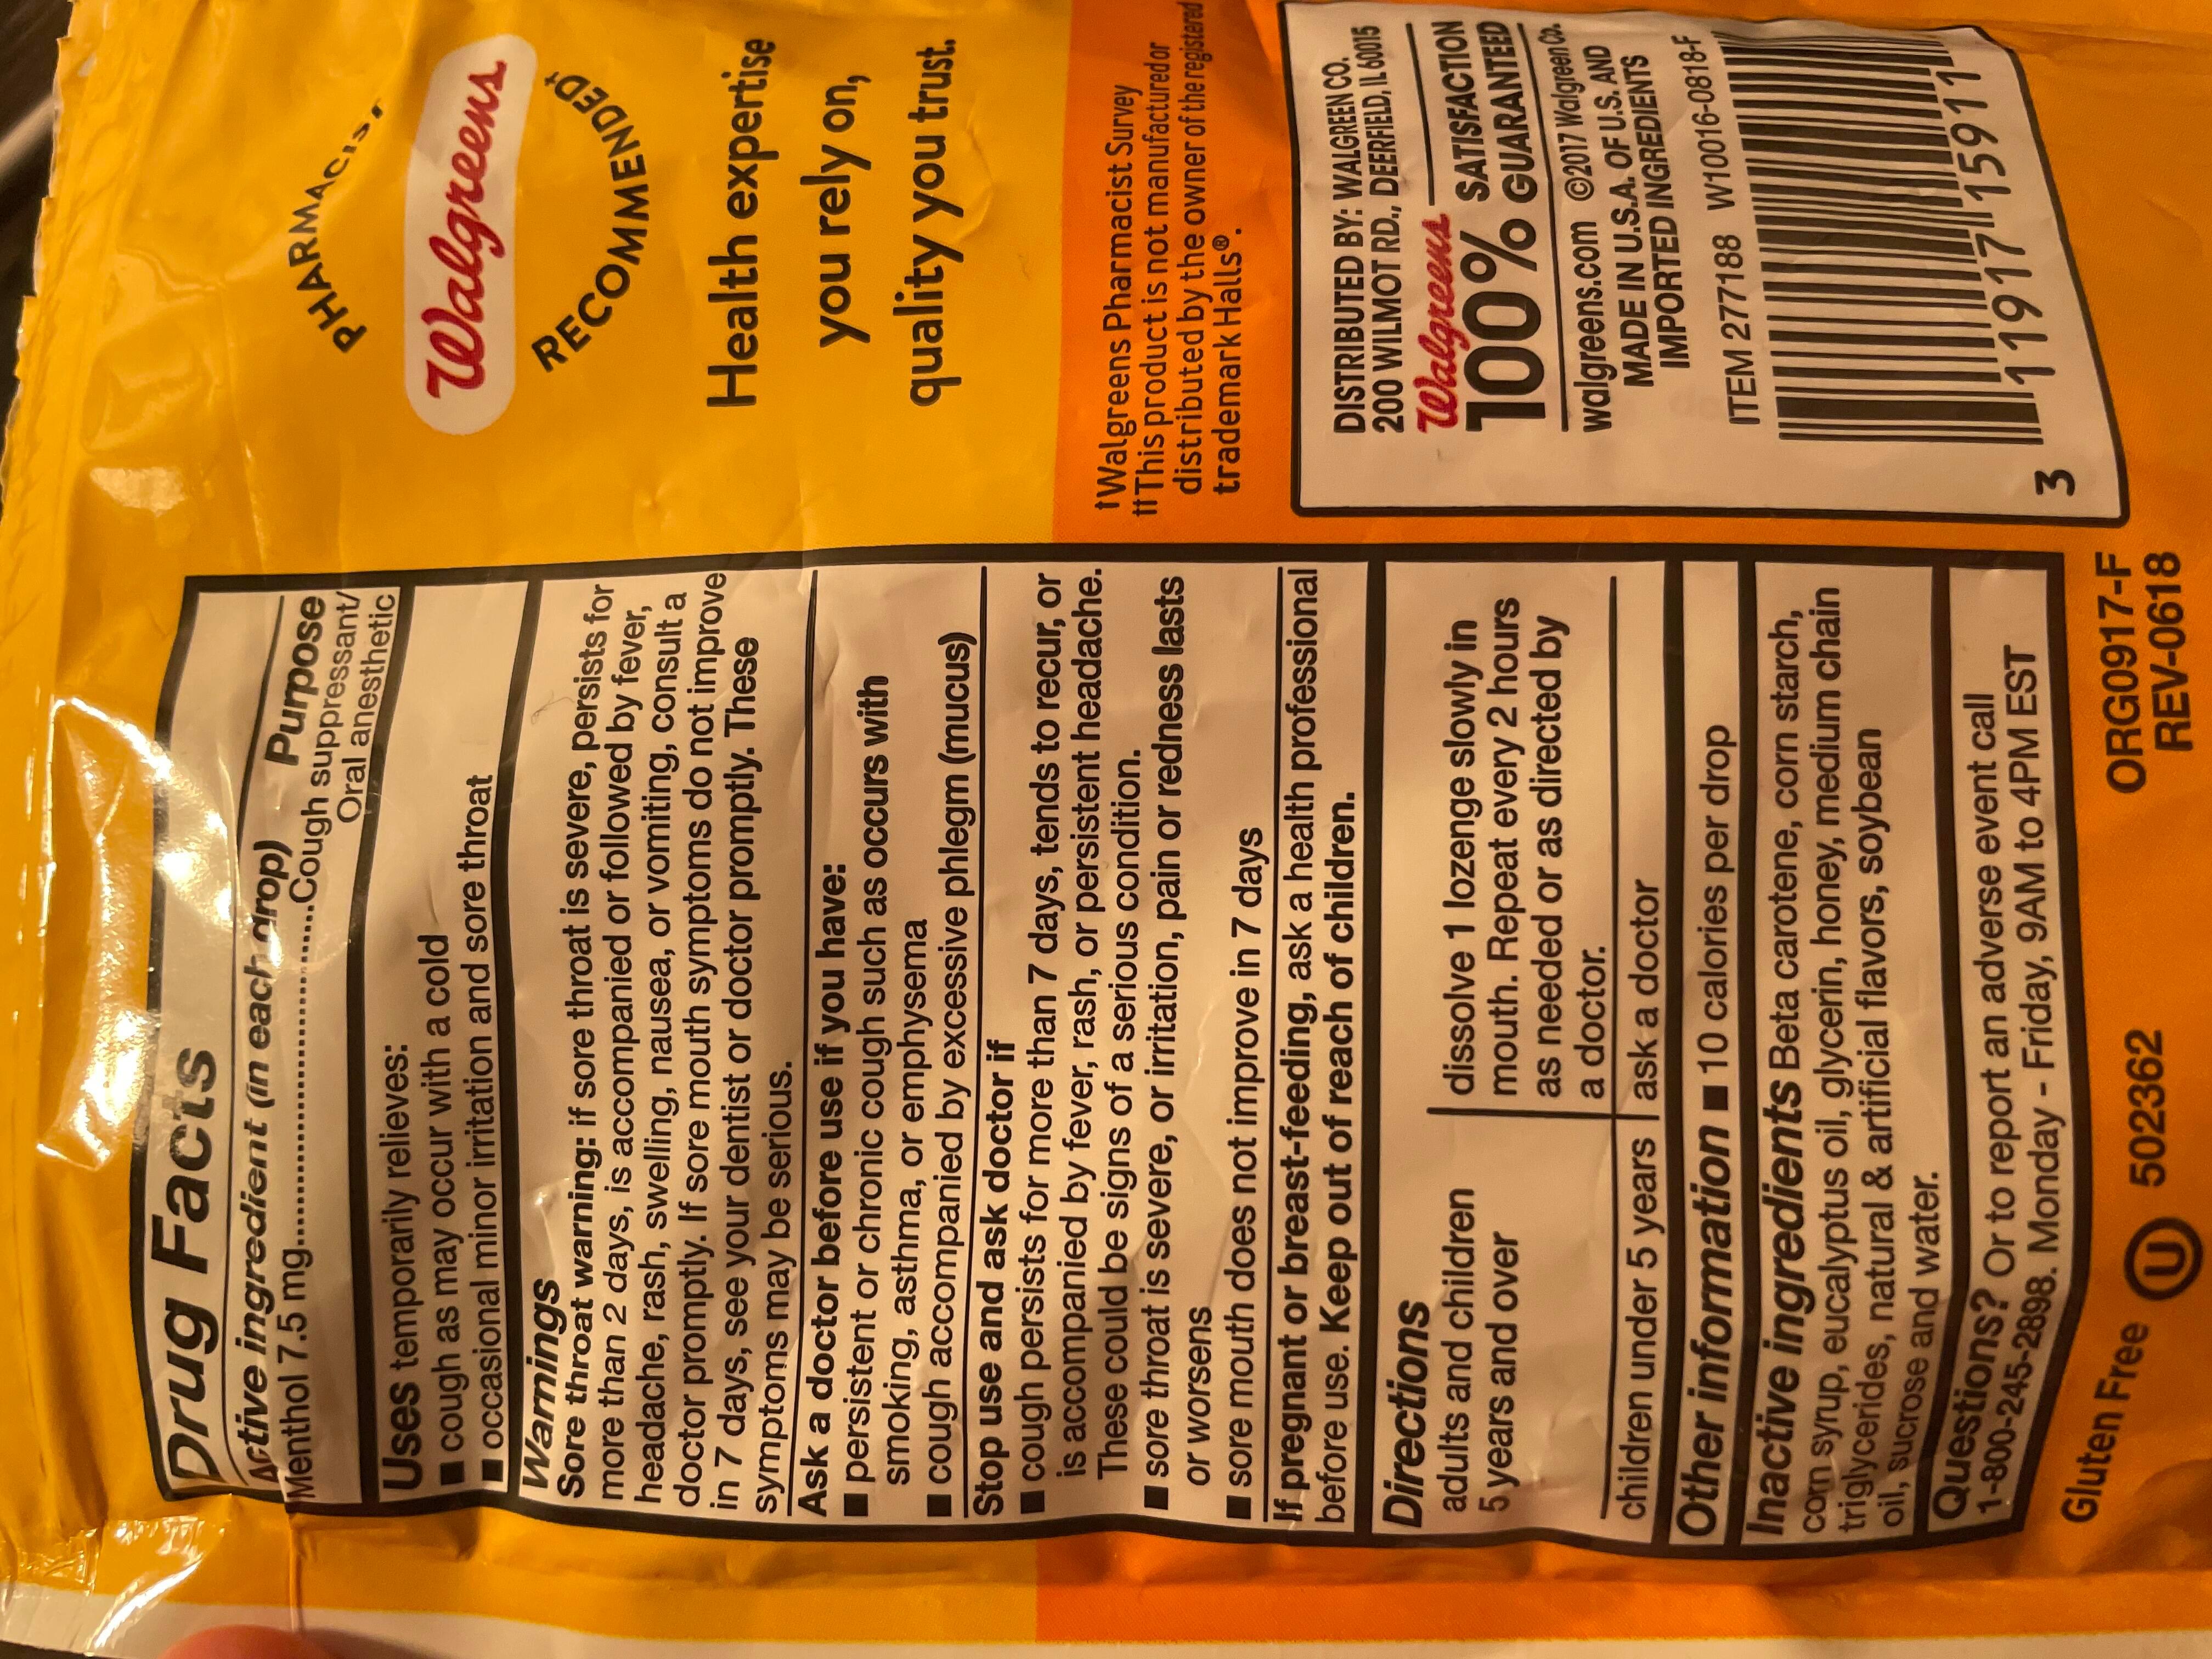 Drug Facts
Active ingredient (in each drop) Purpose
Menthol 7.5 mg..............................Cough suppressant/
Oral anesthetic
Uses temporarily relieves:
■ cough as may occur with a cold
■ occasional minor irritation and sore throat
Warnings
Sore throat warning: if sore throat is severe, persists for
more than 2 days, is accompanied or followed by fever,
headache, rash, swelling, nausea, or vomiting, consult a
doctor promptly. If sore mouth symptoms do not improve
in 7 days, see your dentist or doctor promptly. These
symptoms may be serious.
Ask a doctor before use if you have:
■ persistent or chronic cough such as occurs with
smoking, asthma, or emphysema
■ cough accompanied by excessive phlegm (mucus)
Stop use and ask doctor if
■ cough persists for more than 7 days, tends to recur, or
is accompanied by fever, rash, or persistent headache.
These could be signs of a serious condition.
■ sore throat is severe, or irritation, pain or redness lasts
or worsens
■ sore mouth does not improve in 7 days
If pregnant or breast-feeding, ask a health professional
before use. Keep out of reach of children.
Directions
adults and children
5 years and over
dissolve 1 lozenge slowly in
mouth. Repeat every 2 hours
as needed or as directed by
a doctor.
children under 5 years ask a doctor
Other information ■ 10 calories per drop
Inactive ingredients Beta carotene, corn starch,
corn syrup, eucalyptus oil, glycerin, honey, medium chain
triglycerides, natural & artificial flavors, soybean
oil, sucrose and water.
Questions? Or to report an adverse event call
1-800-245-2898. Monday - Friday, 9AM to 4PM EST
Gluten Free U 502362
ORG0917-F
REV-0618
Walgreens
RECOMMENDED†
Health expertise
you rely on,
quality you trust.
†Walgreens Pharmacist Survey
††This product is not manufactured or
distributed by the owner of the registered
trademark Halls®.
DISTRIBUTED BY: WALGREEN CO.
200 WILMOT RD., DEERFIELD, IL 60015
Walgreens
100% SATISFACTION
GUARANTEED
walgreens.com ©2017 Walgreen Co.
MADE IN U.S.A. OF U.S. AND
IMPORTED INGREDIENTS
ITEM 277188 W10016-0818-F
3 11917 15911